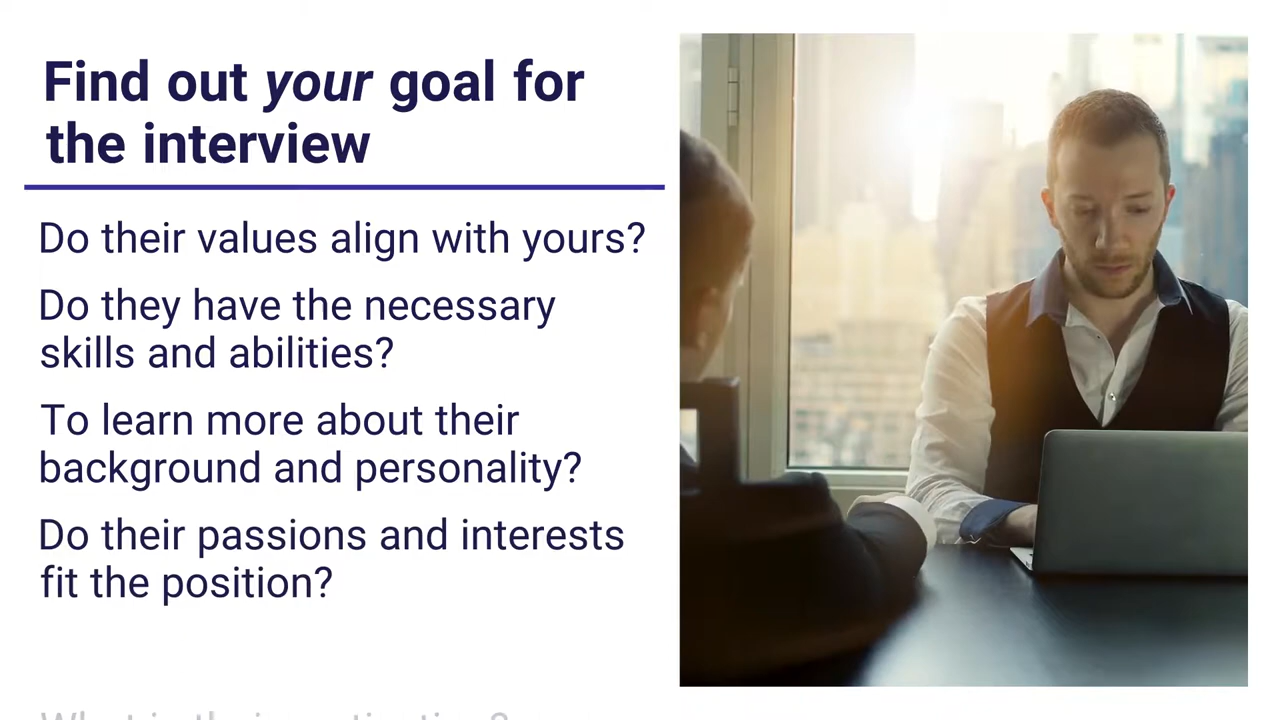 Find out your goal for
the interview
Do their values align with yours?
Do they have the necessary
skills and abilities?
To learn more about their
background and personality?
Do their passions and interests
fit the position?